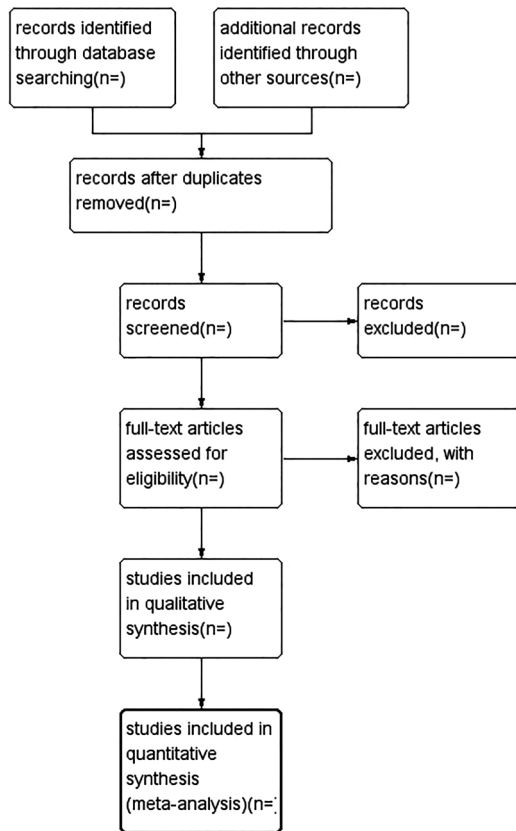 records identified
through database
searching(n=)
additional records
identified through
other sources(n=)
records after duplicates
removed(n=)
records
screened(n=)
records
excluded(n=)
full-text articles
assessed for
eligibility(n=)
full-text articles
excluded, with
reasons(n=)
studies included
in qualitative
synthesis(n=)
studies included in
quantitative
synthesis
(meta-analysis)(n=)